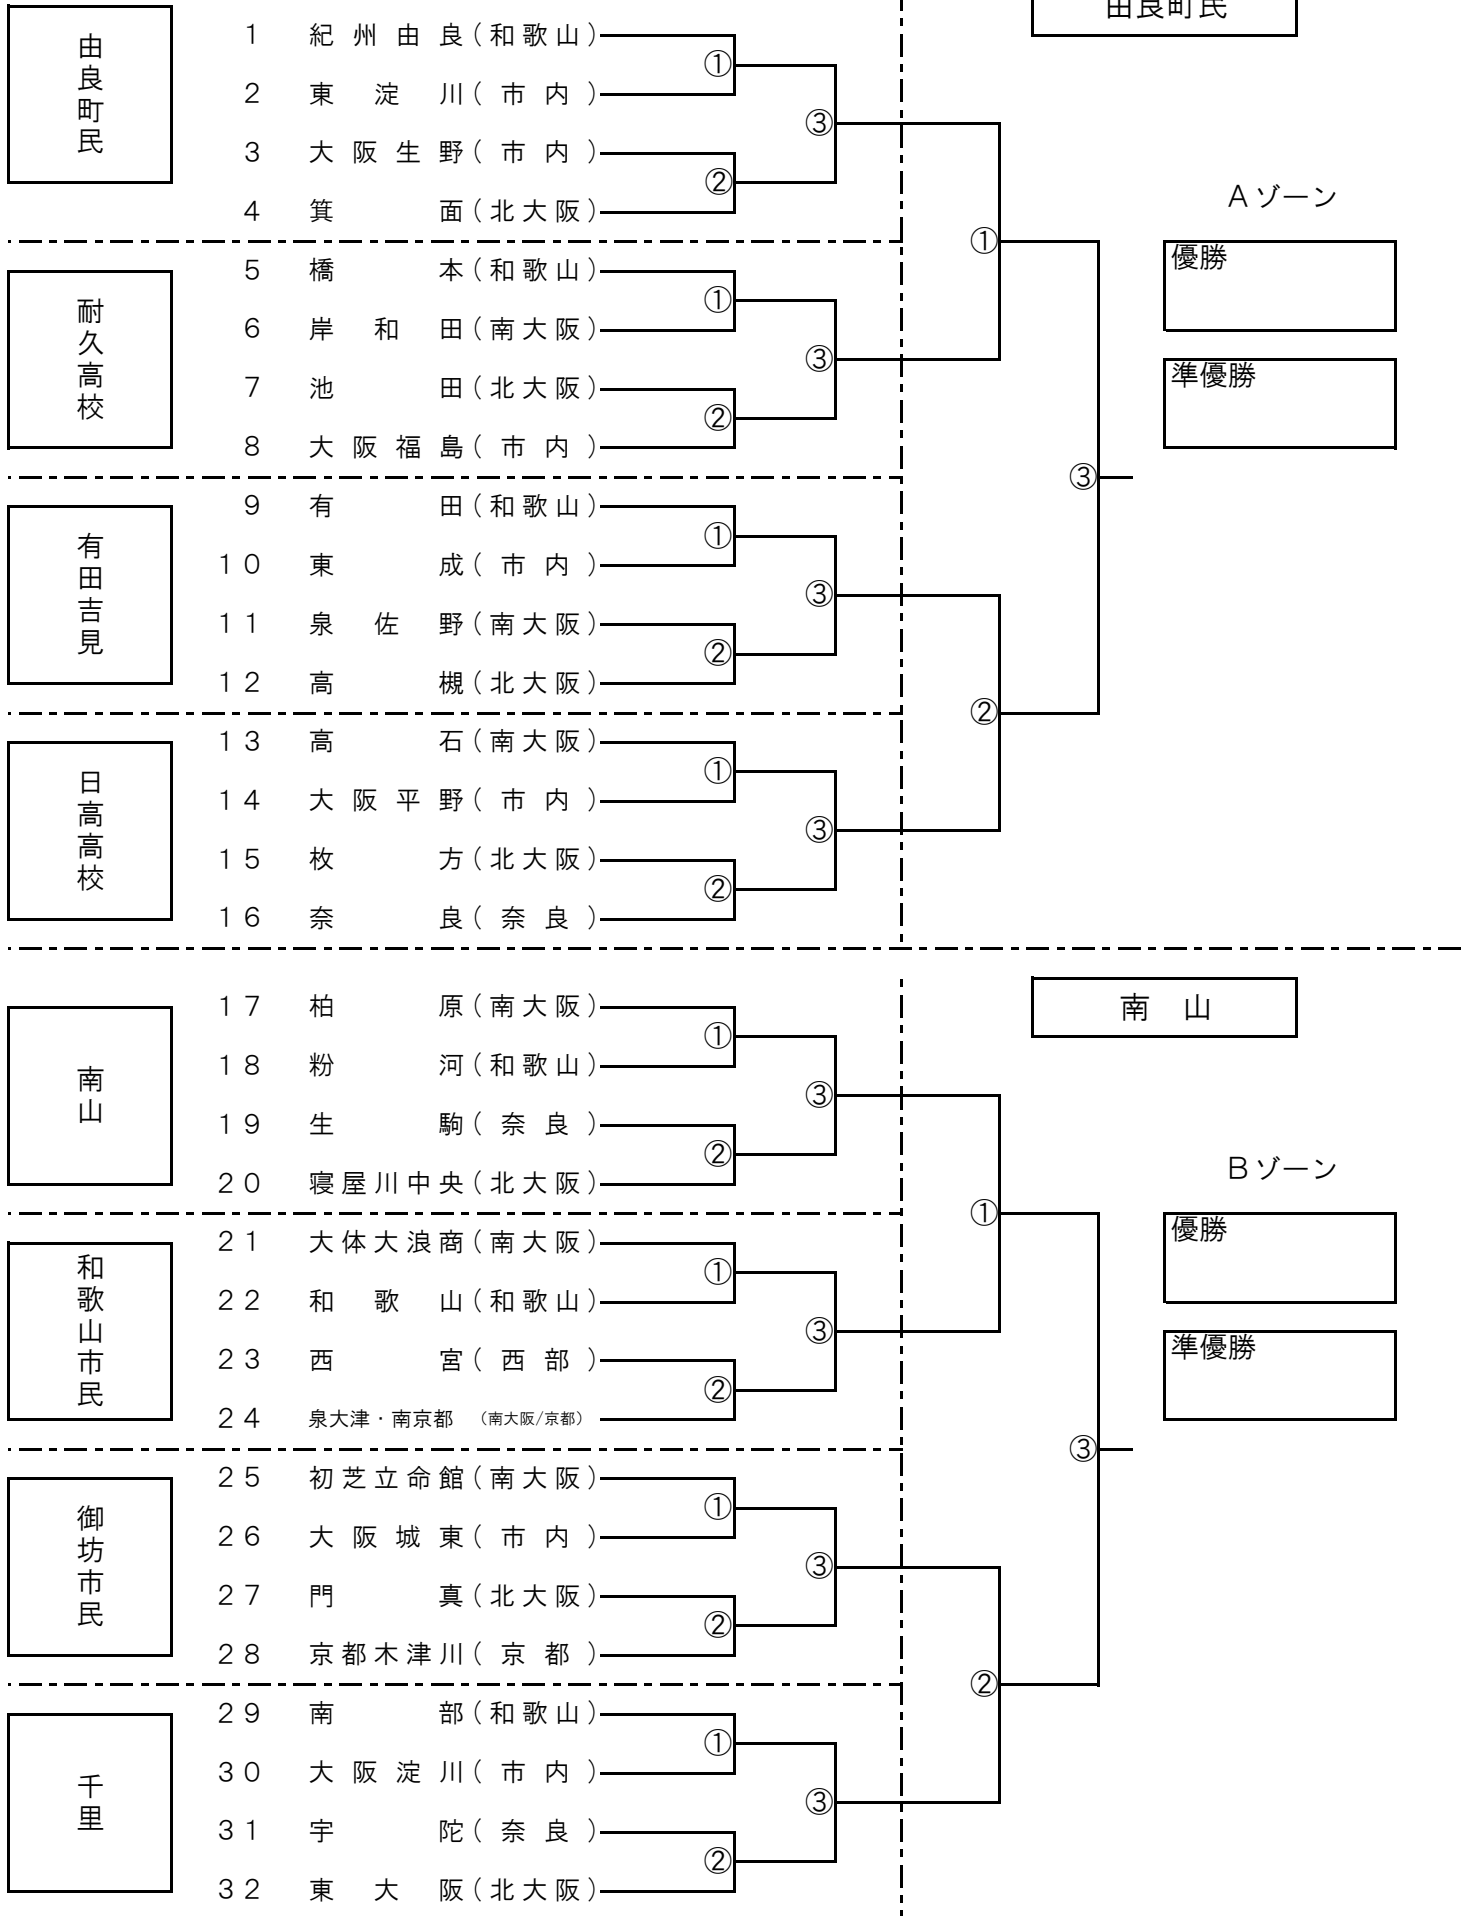 由良町民
由良町民
1 紀州由良(和歌山)
①
2 東淀川(市内)
③
3 大阪生野(市内)
②
4 箕面(北大阪)
Aゾーン
①
優勝
準優勝
耐久高校
5 橋本(和歌山)
①
6 岸和田(南大阪)
③
7 池田(北大阪)
②
8 大阪福島(市内)
③
有田吉見
9 有田(和歌山)
①
10 東成(市内)
③
11 泉佐野(南大阪)
②
12 高槻(北大阪)
②
日高高校
13 高石(南大阪)
①
14 大阪平野(市内)
③
15 枚方(北大阪)
②
16 奈良(奈良)
南山
南山
17 柏原(南大阪)
①
18 粉河(和歌山)
③
19 生駒(奈良)
②
20 寝屋川中央(北大阪)
Bゾーン
①
優勝
準優勝
和歌山市民
21 大体大浪商(南大阪)
①
22 和歌山(和歌山)
③
23 西宮(西部)
②
24 泉大津・南京都 (南大阪/京都)
③
御坊市民
25 初芝立命館(南大阪)
①
26 大阪城東(市内)
③
27 門真(北大阪)
②
28 京都木津川(京都)
②
千里
29 南部(和歌山)
①
30 大阪淀川(市内)
③
31 宇陀(奈良)
②
32 東大阪(北大阪)